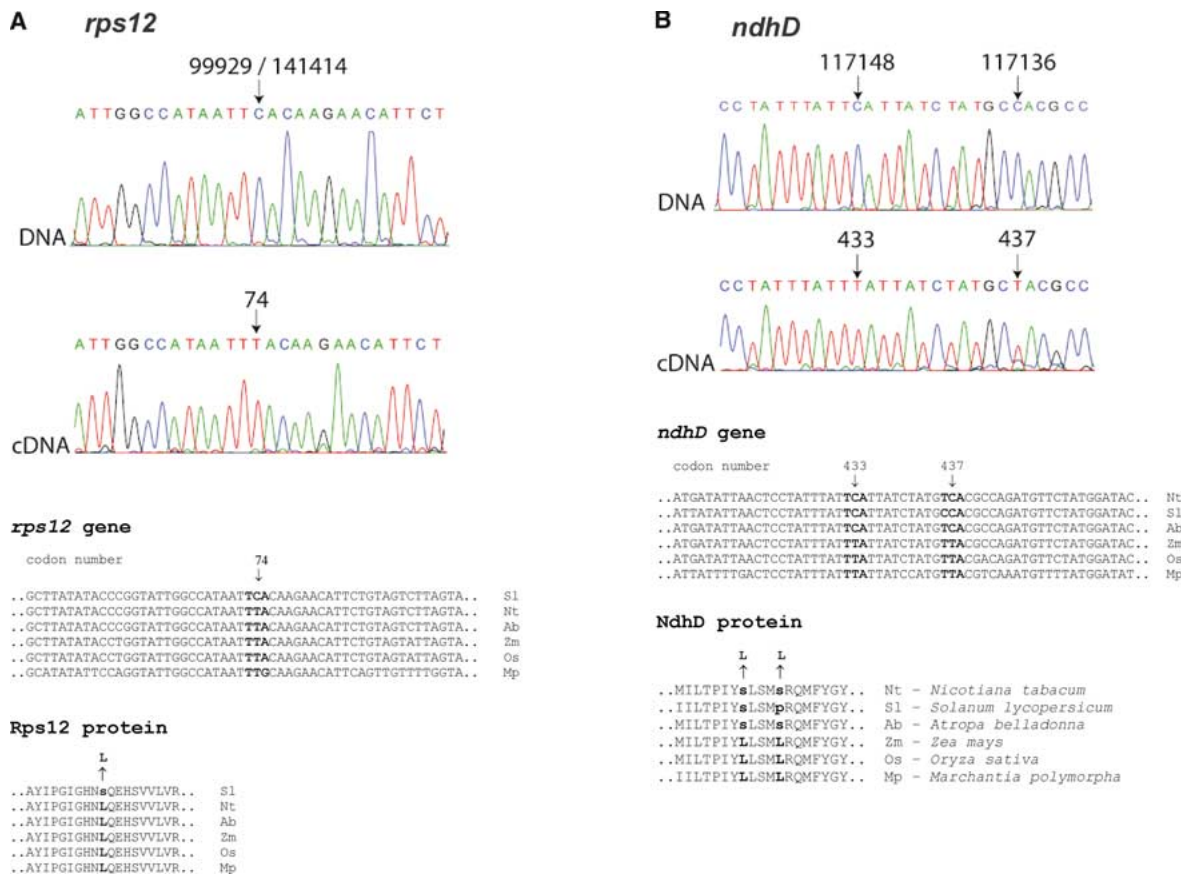 A rps12
99929 / 141414
ATTGGCCATAATTCACAAGAACATTCT
DNA
74
ATTGGCCATAATTTACAAGAACATTCT
cDNA
rps12 gene
codon number 74
..GCTTATATACCCGGTATTGGCCATAATTCACAAGAACATTCTGTAGTCTTAGTA.. Sl
..GCTTATATACCCGGTATTGGCCATAATTTACAAGAACATTCTGTAGTCTTAGTA.. Nt
..GCTTATATACCCGGTATTGGCCATAATTTACAAGAACATTCTGTAGTCTTAGTA.. Ab
..GCTTATATACCTGGTATTGGCCATAATTTACAAGAACATTCTGTAGTATTAGTA.. Zm
..GCTTATATACCTGGTATTGGCCATAATTTACAAGAACATTCTGTAGTATTAGTA.. Os
..GCATATATTCCAGGTATTGGCCATAATTTGCAAGAACATTCAGTTGTTTTGGTA.. Mp
Rps12 protein
L
..AYIPGIGHNsQEHSVVLVR.. Sl
..AYIPGIGHNLQEHSVVLVR.. Nt
..AYIPGIGHNLQEHSVVLVR.. Ab
..AYIPGIGHNLQEHSVVLVR.. Zm
..AYIPGIGHNLQEHSVVLVR.. Os
..AYIPGIGHNLQEHSVVLVR.. Mp
B ndhD
117148 117136
CCTATTTATTCATTATCTATGCCACGCC
DNA
433 437
CCTATTTATTTATTATCTATGCTACGCC
cDNA
ndhD gene
codon number 433 437
..ATGATATTAACTCCTATTTATTCATTATCTATGTCACGCCAGATGTTCTATGGATAC.. Nt
..ATTATATTAACTCCTATTTATTCATTATCTATGCCACGCCAGATGTTCTATGGATAC.. Sl
..ATGATATTAACTCCTATTTATTCATTATCTATGTCACGCCAGATGTTCTATGGATAC.. Ab
..ATGATATTAACTCCTATTTATTTATTATCTATGTTACGCCAGATGTTCTATGGATAC.. Zm
..ATGATATTAACTCCTATTTATTTATTATCTATGTTACGACAGATGTTCTATGGATAC.. Os
..ATTATTTTGACTCCTATTTATTTATTATCCATGTTACGTCAAATGTTTTATGGATAT.. Mp
NdhD protein
L L
..MILTPIYsLSMsRQMFYGY.. Nt – Nicotiana tabacum
..IILTPIYsLSMpRQMFYGY.. Sl – Solanum lycopersicum
..MILTPIYsLSMsRQMFYGY.. Ab – Atropa belladonna
..MILTPIYLLSMLRQMFYGY.. Zm – Zea mays
..MILTPIYLLSMLRQMFYGY.. Os – Oryza sativa
..IILTPIYLLSMLRQMFYGY.. Mp – Marchantia polymorpha